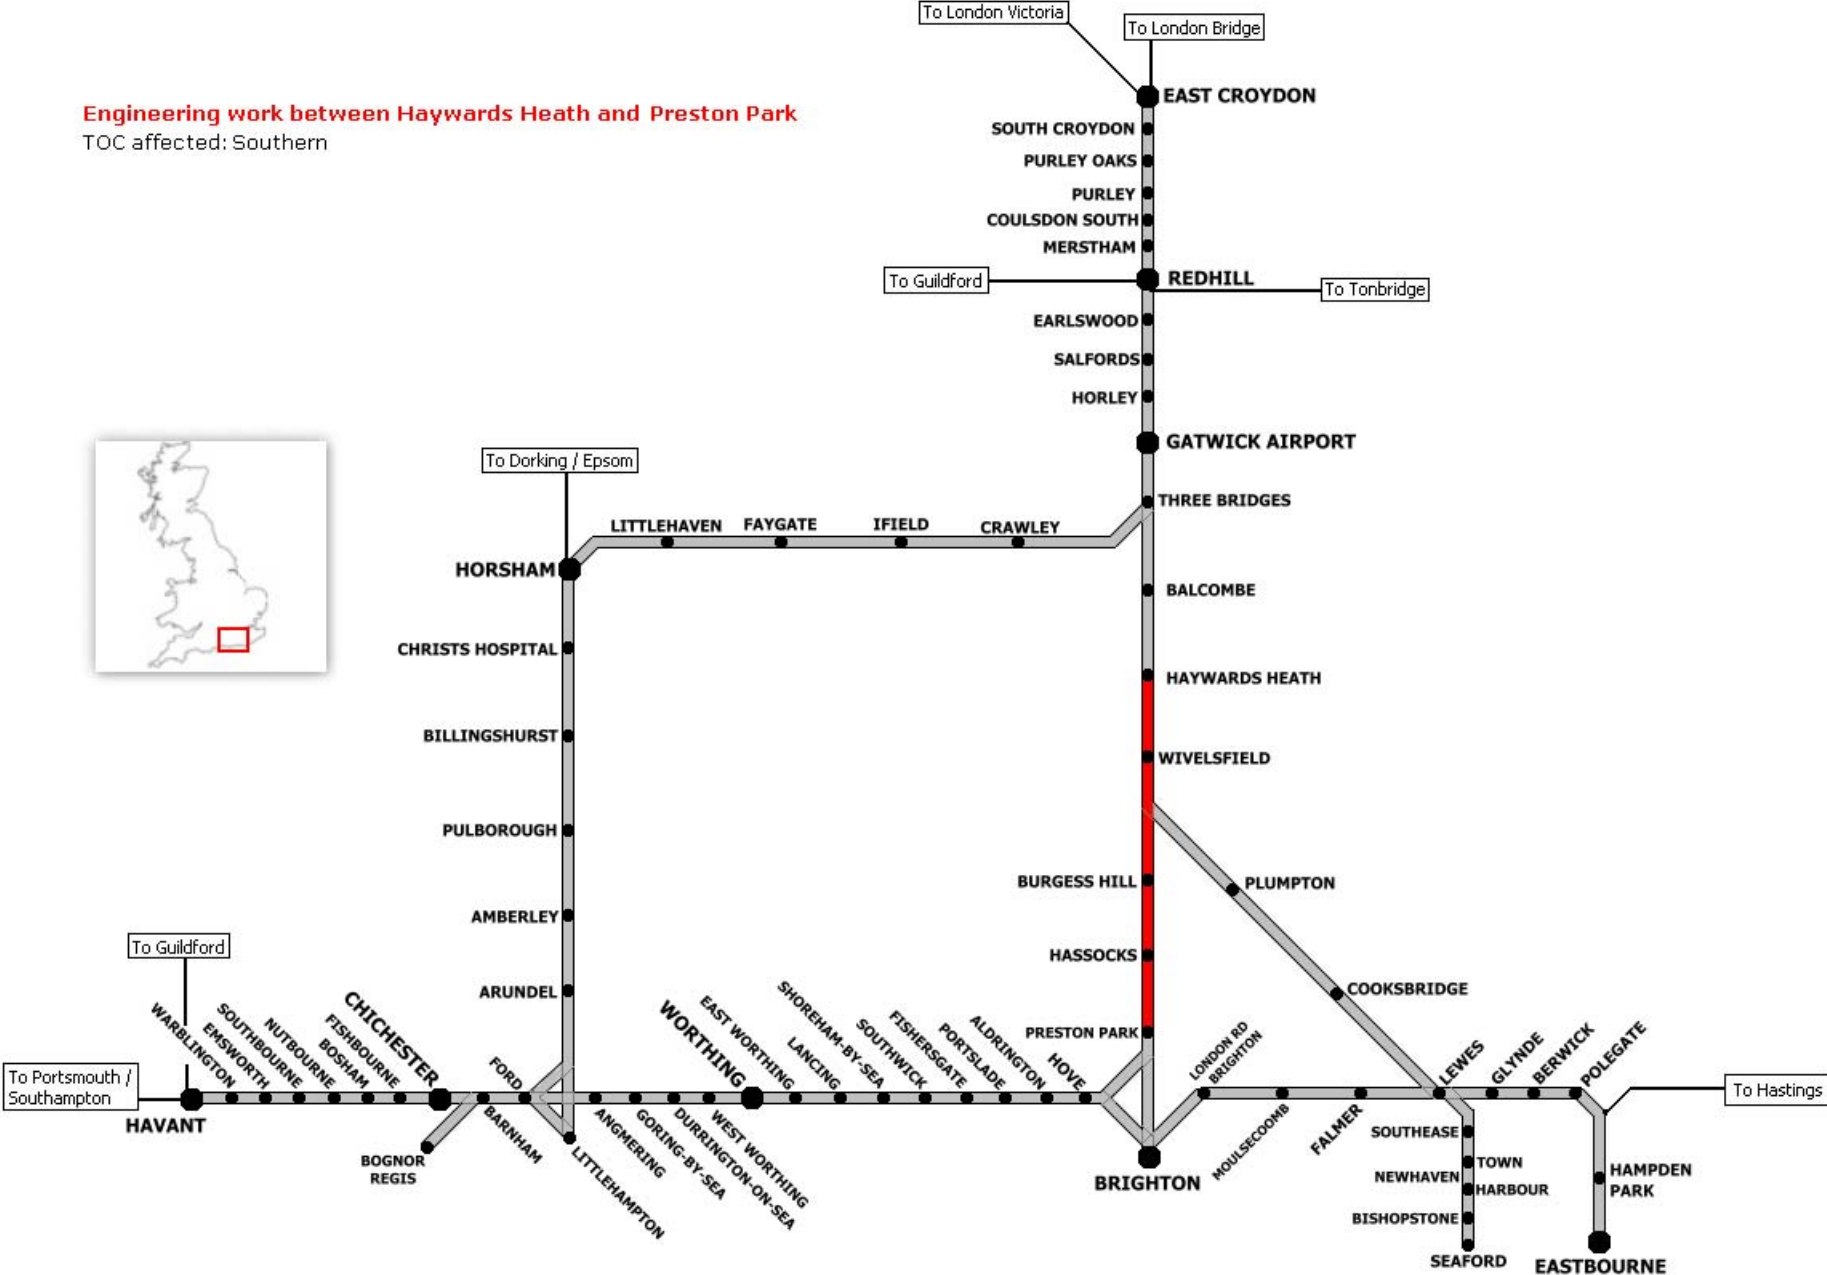 To London Victoria
To London Bridge
Engineering work between Haywards Heath and Preston Park
TOC affected: Southern
EAST CROYDON
SOUTH CROYDON
PURLEY OAKS
PURLEY
COULSDON SOUTH
MERSTHAM
To Guildford
REDHILL
To Tonbridge
EARLSWOOD
SALFORDS
HORLEY
GATWICK AIRPORT
To Dorking / Epsom
THREE BRIDGES
LITTLEHAVEN
FAYGATE
IFIELD
CRAWLEY
HORSHAM
BALCOMBE
CHRISTS HOSPITAL
HAYWARDS HEATH
BILLINGSHURST
WIVELSFIELD
PULBOROUGH
BURGESS HILL
PLUMPTON
AMBERLEY
HASSOCKS
To Guildford
ARUNDEL
COOKSBRIDGE
PRESTON PARK
To Portsmouth /
Southampton
HAVANT
WARBLINGTON
EMSWORTH
SOUTHBOURNE
NUTBOURNE
BOSHAM
FISHBOURNE
CHICHESTER
BOGNOR
REGIS
BARNHAM
FORD
LITTLEHAMPTON
ANGMERING
GORING-BY-SEA
DURRINGTON-ON-SEA
WEST WORTHING
WORTHING
EAST WORTHING
LANCING
SHOREHAM-BY-SEA
SOUTHWICK
FISHERSGATE
PORTSLADE
ALDRINGTON
HOVE
BRIGHTON
LONDON RD
BRIGHTON
MOULSECOOMB
FALMER
LEWES
GLYNDE
BERWICK
POLEGATE
To Hastings
SOUTHEASE
TOWN
NEWHAVEN
HARBOUR
BISHOPSTONE
SEAFORD
HAMPDEN
PARK
EASTBOURNE